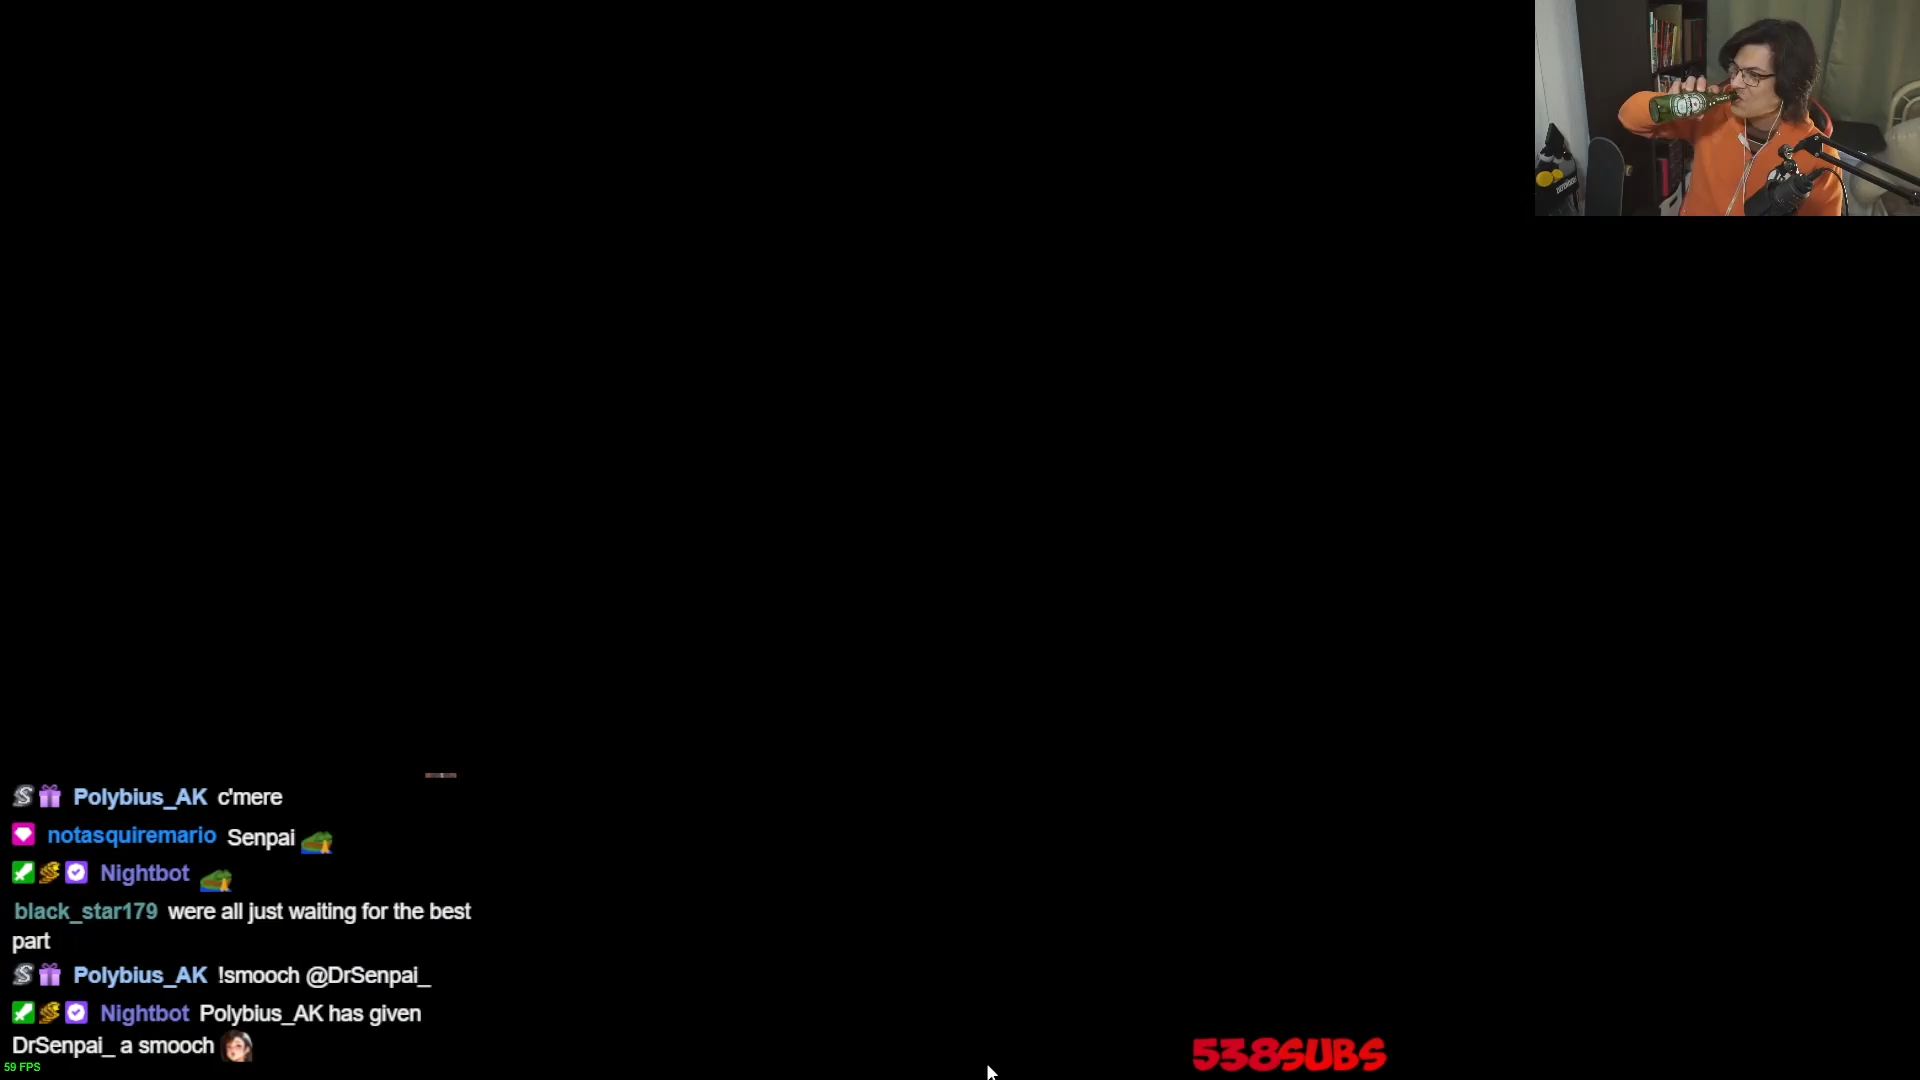 Polybius_AK c'mere
notasquiremario Senpai
Nightbot
black_star179 were all just waiting for the best
part
Polybius_AK !smooch @DrSenpai_
Nightbot Polybius_AK has given
DrSenpai_ a smooch
59 FPS
538SUBS